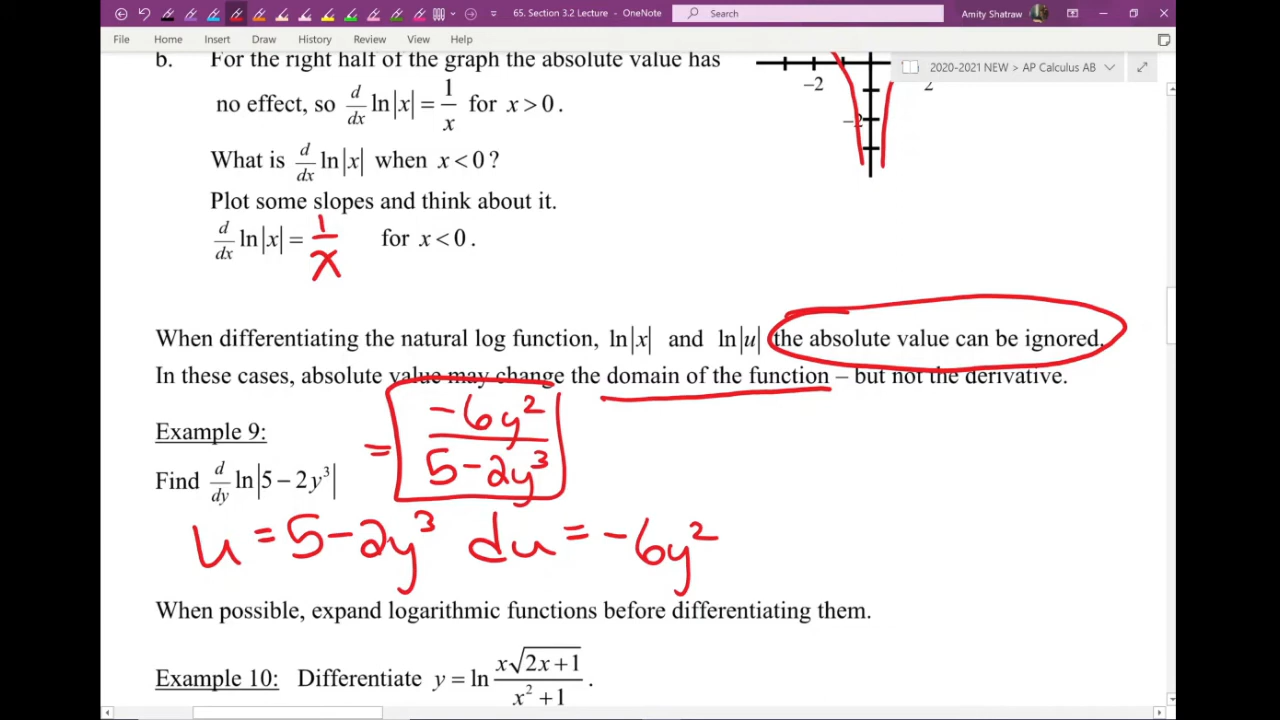 65. Section 3.2 Lecture - OneNote
Search
Amity Shatraw
File Home Insert Draw History Review View Help
2020-2021 NEW > AP Calculus AB
b. For the right half of the graph the absolute value has
no effect, so d/dx ln|x| = 1/x for x > 0.
-2 2
-2
What is d/dx ln|x| when x < 0?
Plot some slopes and think about it.
d/dx ln|x| = 1/x for x < 0.
When differentiating the natural log function, ln|x| and ln|u| the absolute value can be ignored.
In these cases, absolute value may change the domain of the function – but not the derivative.
Example 9:
Find d/dy ln|5 − 2y³| = -6y²/5-2y³
u = 5-2y³ du = -6y²
When possible, expand logarithmic functions before differentiating them.
Example 10: Differentiate y = ln x√2x+1/x²+1.